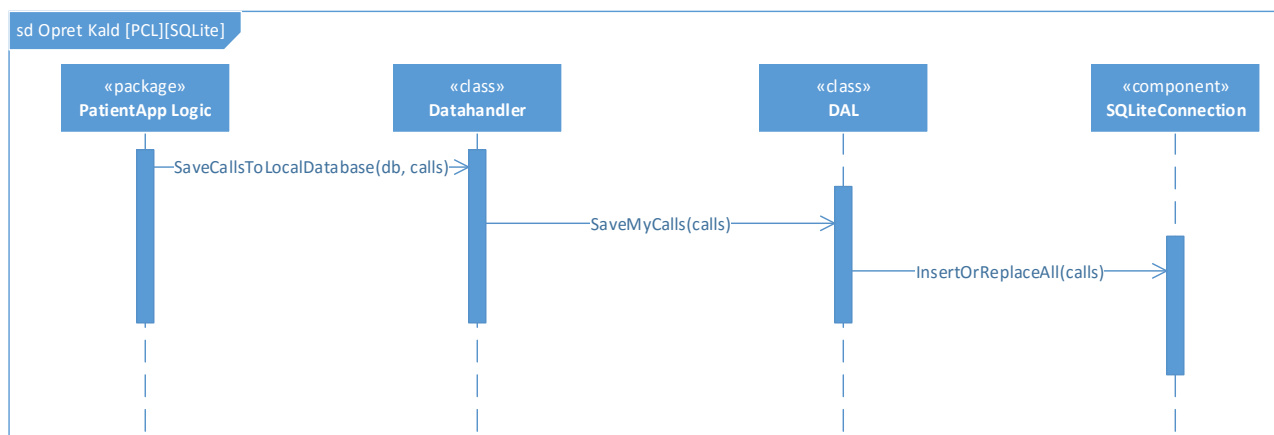 sd Opret Kald [PCL][SQLite]
«package»
PatientApp Logic
«class»
Datahandler
«class»
DAL
«component»
SQLiteConnection
SaveCallsToLocalDatabase(db, calls)
SaveMyCalls(calls)
InsertOrReplaceAll(calls)